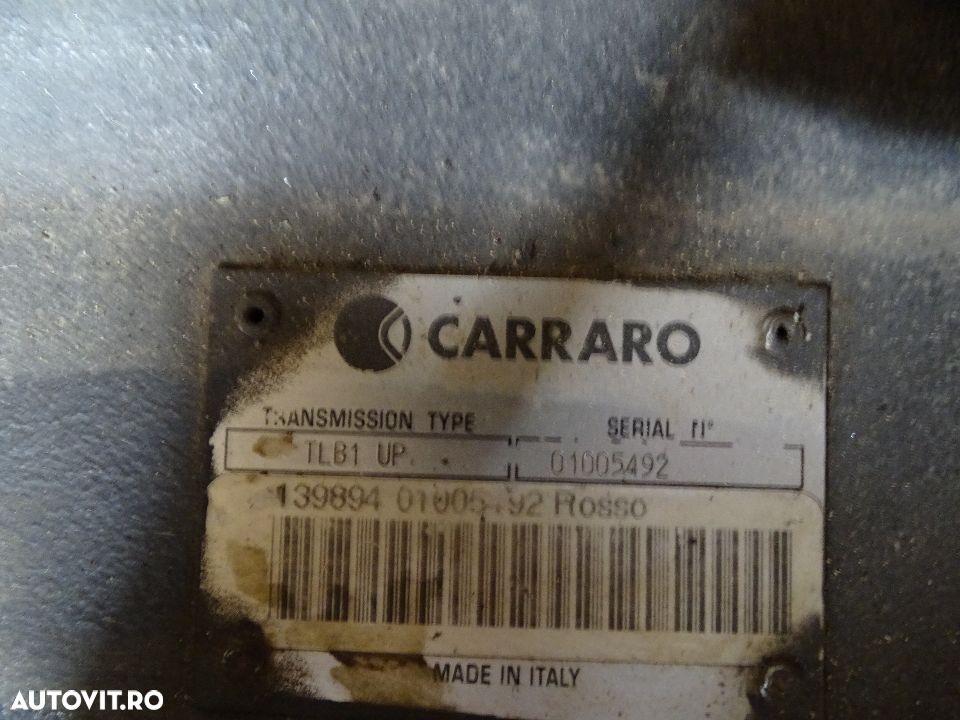 CARRARO
TRANSMISSION TYPE SERIAL N°
TLB1 UP 01005492
139894 01005492 Rosso
MADE IN ITALY
AUTOVIT.RO